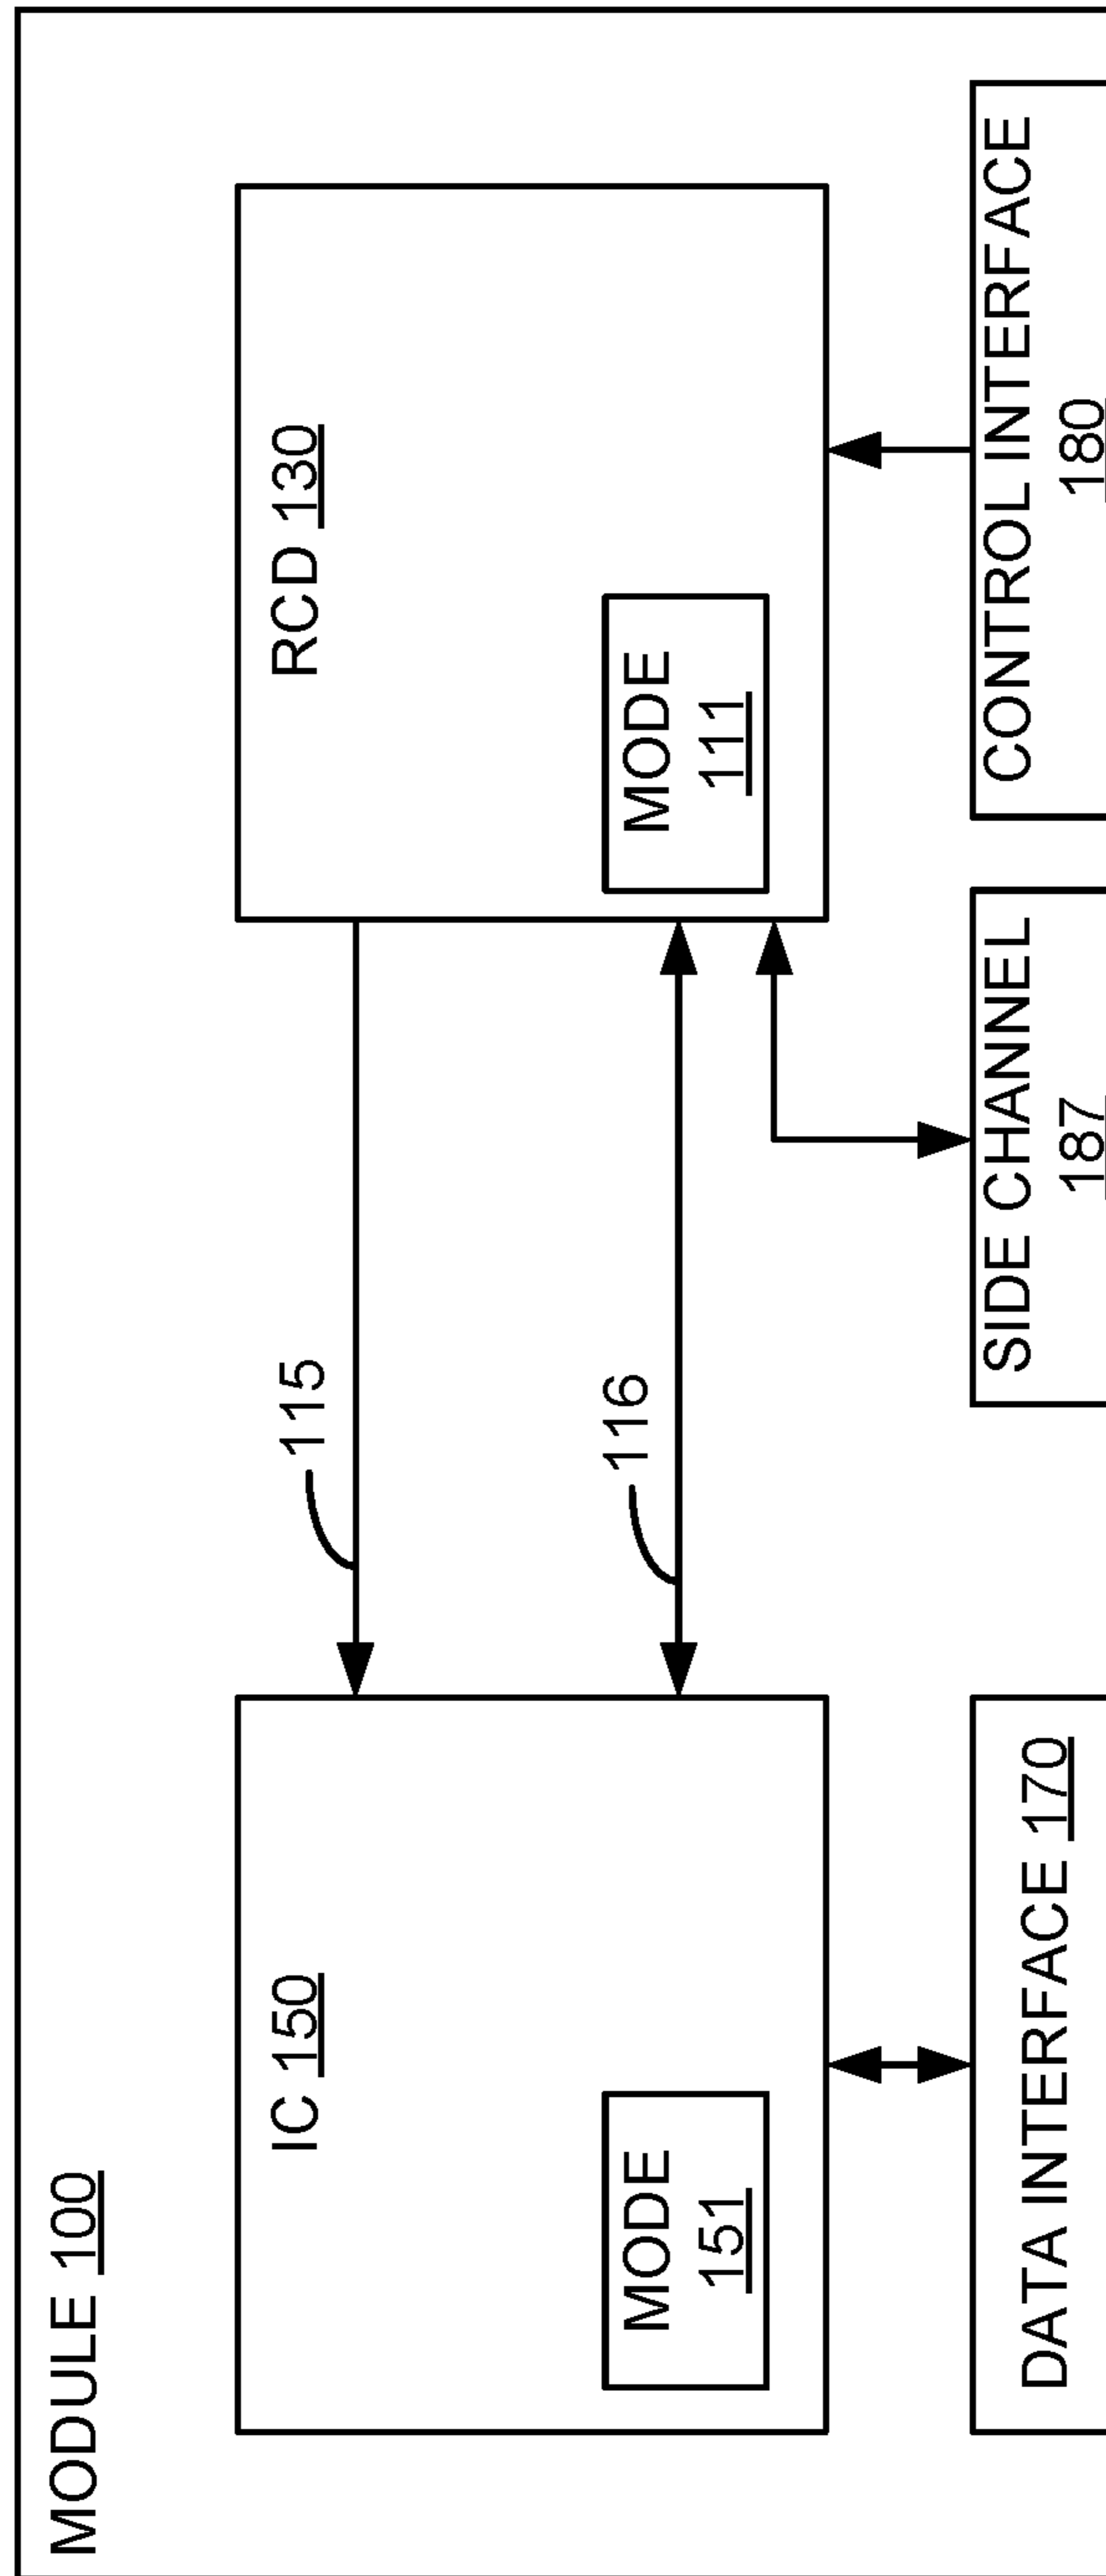 MODULE 100
IC 150
MODE
151
115
116
RCD 130
MODE
111
DATA INTERFACE 170
SIDE CHANNEL
187
CONTROL INTERFACE
180